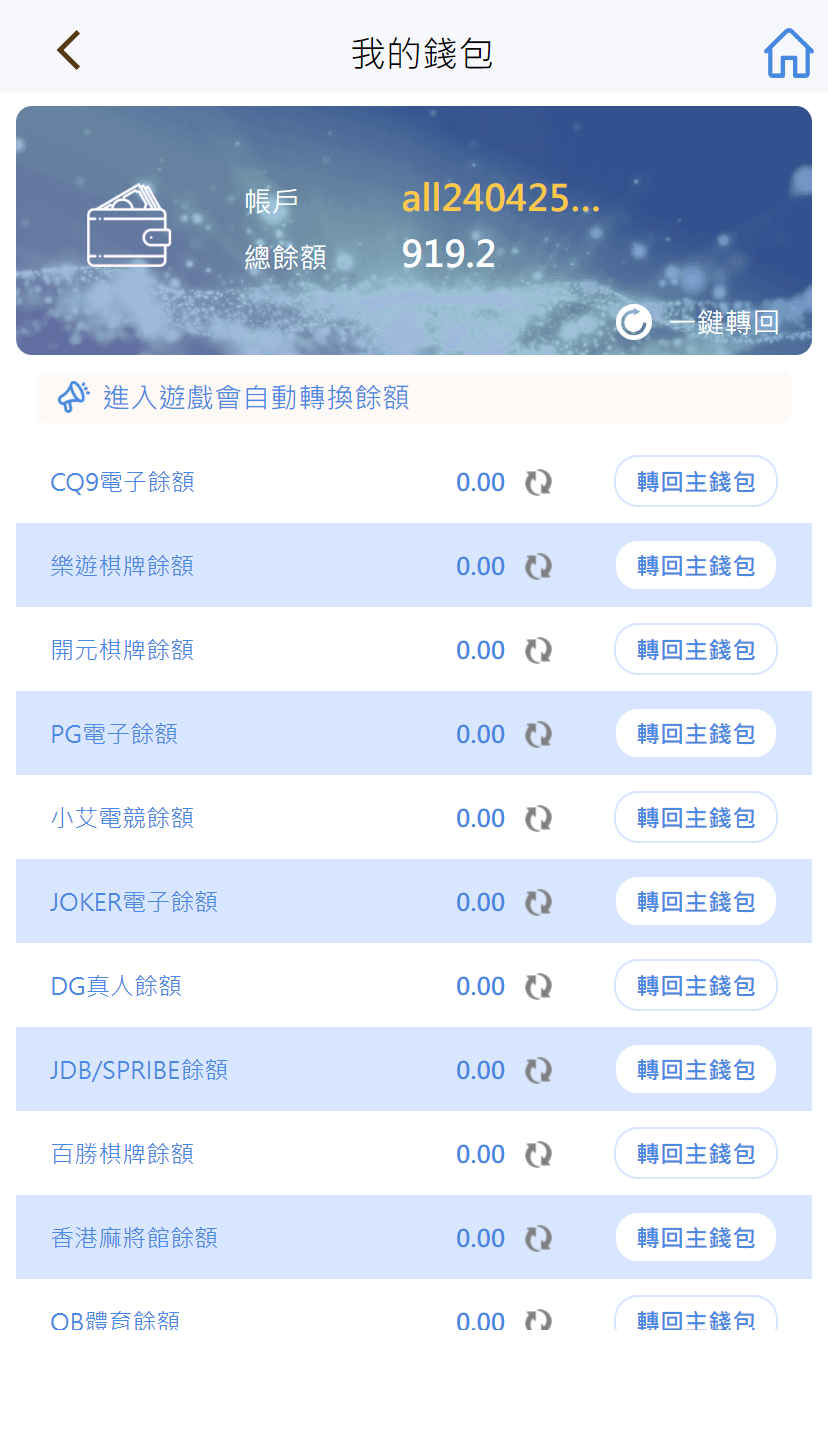 我的錢包
帳戶 all240425...
總餘額 919.2
一鍵轉回
進入遊戲會自動轉換餘額
CQ9電子餘額 0.00 轉回主錢包
樂遊棋牌餘額 0.00 轉回主錢包
開元棋牌餘額 0.00 轉回主錢包
PG電子餘額 0.00 轉回主錢包
小艾電競餘額 0.00 轉回主錢包
JOKER電子餘額 0.00 轉回主錢包
DG真人餘額 0.00 轉回主錢包
JDB/SPRIBE餘額 0.00 轉回主錢包
百勝棋牌餘額 0.00 轉回主錢包
香港麻將館餘額 0.00 轉回主錢包
OB體育餘額 0.00 轉回主錢包